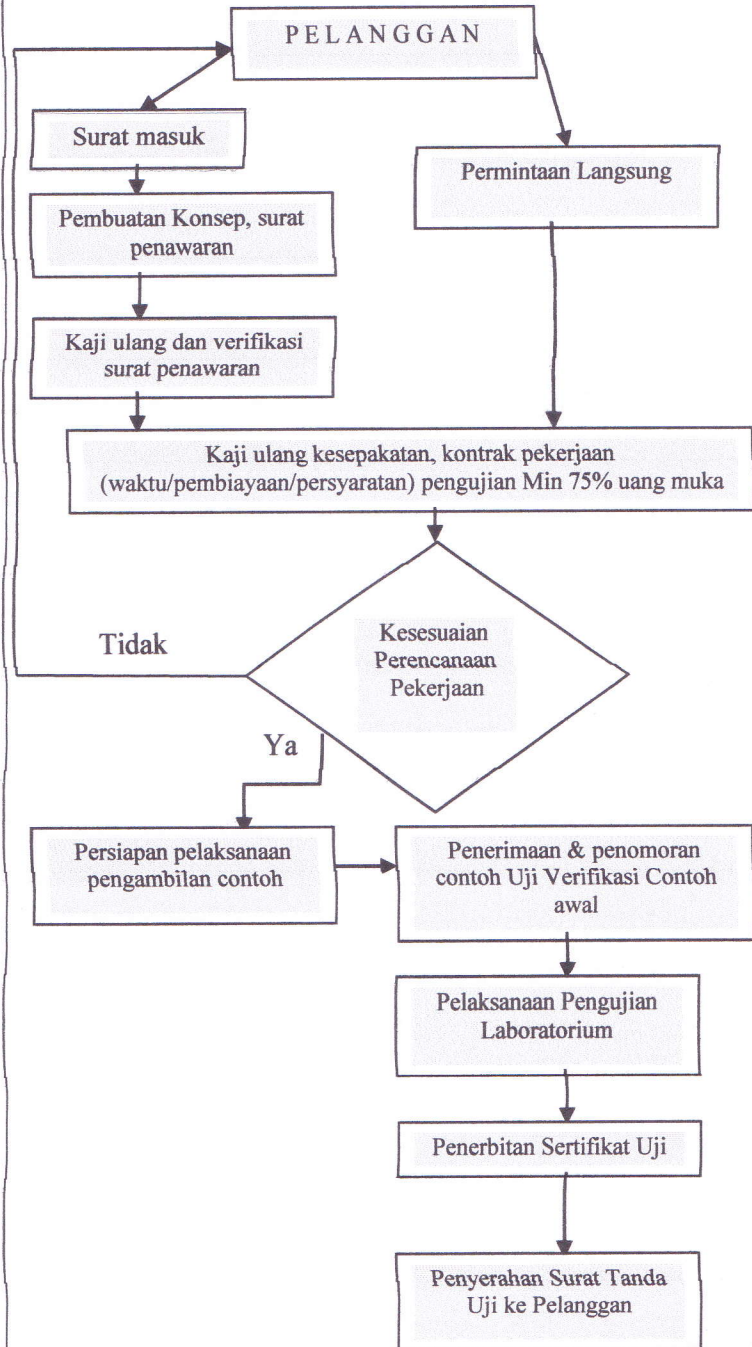 PELANGGAN
Surat masuk
Permintaan Langsung
Pembuatan Konsep, surat
penawaran
Kaji ulang dan verifikasi
surat penawaran
Kaji ulang kesepakatan, kontrak pekerjaan
(waktu/pembiayaan/persyaratan) pengujian Min 75% uang muka
Kesesuaian
Perencanaan
Pekerjaan
Tidak
Ya
Persiapan pelaksanaan
pengambilan contoh
Penerimaan & penomoran
contoh Uji Verifikasi Contoh
awal
Pelaksanaan Pengujian
Laboratorium
Penerbitan Sertifikat Uji
Penyerahan Surat Tanda
Uji ke Pelanggan